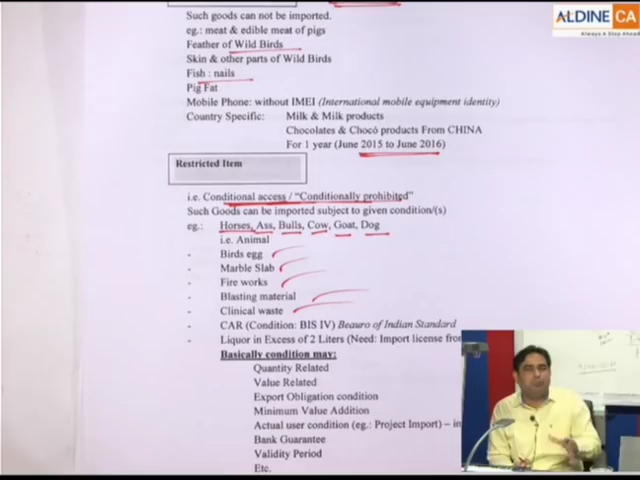 ALDINE CA
Always A Step Ahead
Such goods can not be imported.
eg.: meat & edible meat of pigs
Feather of Wild Birds
Skin & other parts of Wild Birds
Fish : nails
Pig Fat
Mobile Phone: without IMEI (International mobile equipment identity)
Country Specific: Milk & Milk products
Chocolates & Choco products From CHINA
For 1 year (June 2015 to June 2016)
Restricted Item
i.e. Conditional access / "Conditionally prohibited"
Such Goods can be imported subject to given condition/(s)
eg.: Horses, Ass, Bulls, Cow, Goat, Dog
i.e. Animal
- Birds egg
- Marble Slab
- Fire works
- Blasting material
- Clinical waste
- CAR (Condition: BIS IV) Beauro of Indian Standard
- Liquor in Excess of 2 Liters (Need: Import license from
Basically condition may:
Quantity Related
Value Related
Export Obligation condition
Minimum Value Addition
Actual user condition (eg.: Project Import) – in
Bank Guarantee
Validity Period
Etc.